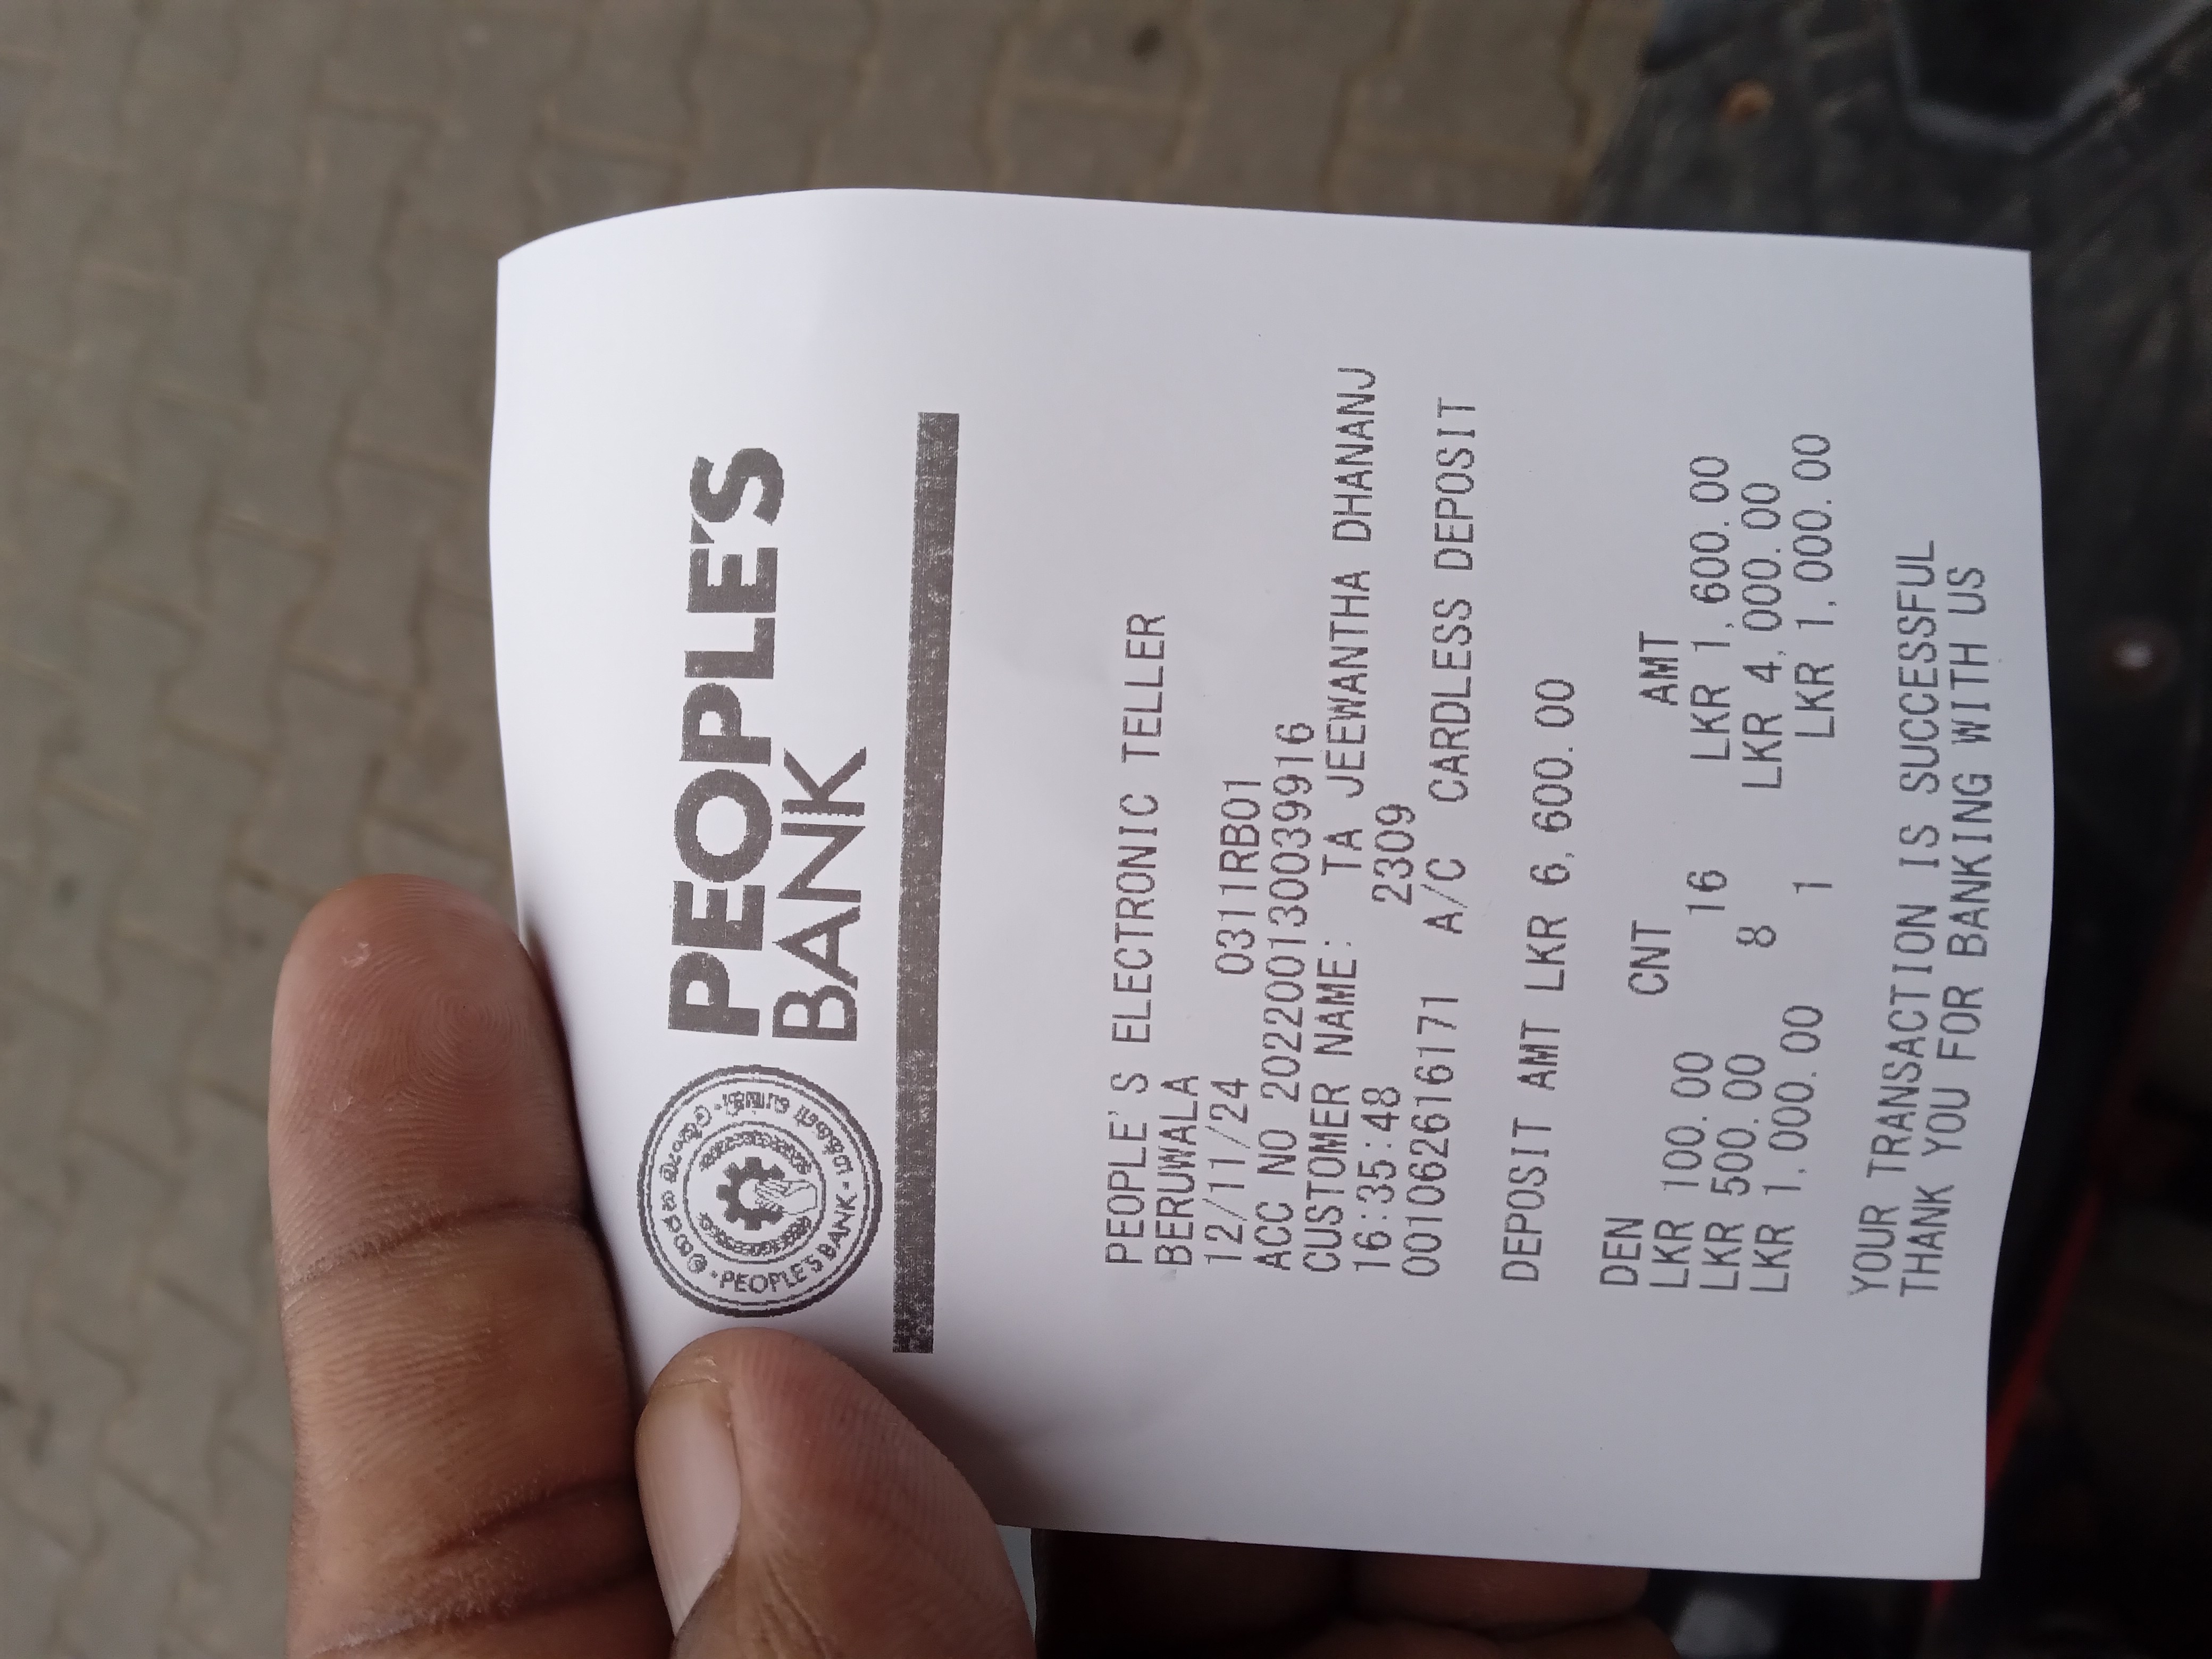 PEOPLE'S
BANK
·PEOPLE'S BANK·
PEOPLE'S ELECTRONIC TELLER
BERUWALA
12/11/24 0311RB01
ACC NO 202200130039916
CUSTOMER NAME: TA JEEWANTHA DHANANJ
16:35:48 2309
001062616171 A/C CARDLESS DEPOSIT
DEPOSIT AMT LKR 6,600.00
DEN CNT AMT
LKR 100.00 16 LKR 1,600.00
LKR 500.00 8 LKR 4,000.00
LKR 1,000.00 1 LKR 1,000.00
YOUR TRANSACTION IS SUCCESSFUL
THANK YOU FOR BANKING WITH US